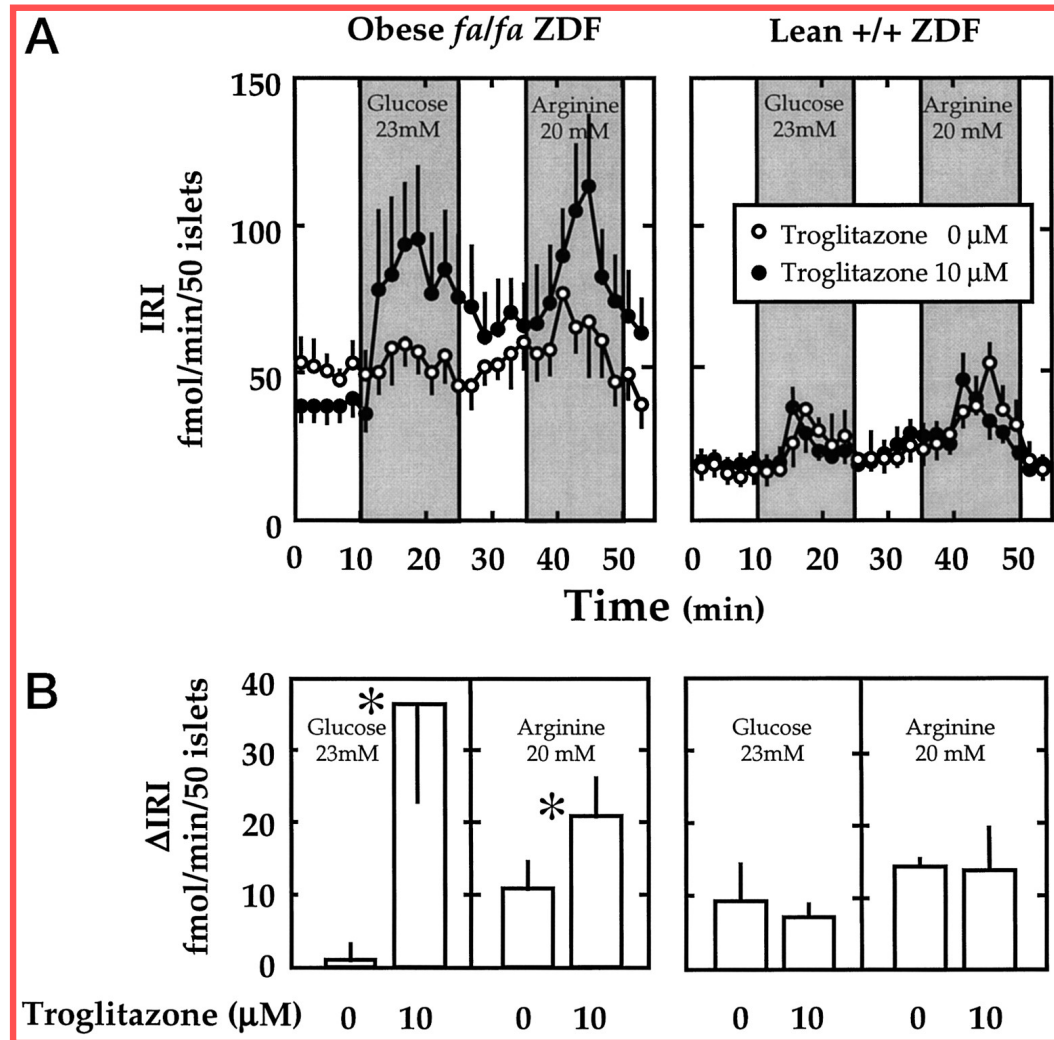 A
Obese fa/fa ZDF
Lean +/+ ZDF
IRI
fmol/min/50 islets
150
100
50
0
Glucose
23mM
Arginine
20 mM
Glucose
23mM
Arginine
20 mM
Troglitazone 0 μM
Troglitazone 10 μM
0 10 20 30 40 50
0 10 20 30 40 50
Time (min)
B
ΔIRI
fmol/min/50 islets
40
30
20
10
0
*
Glucose
23mM
Arginine
20 mM
*
Glucose
23mM
Arginine
20 mM
Troglitazone (μM) 0 10 0 10 0 10 0 10